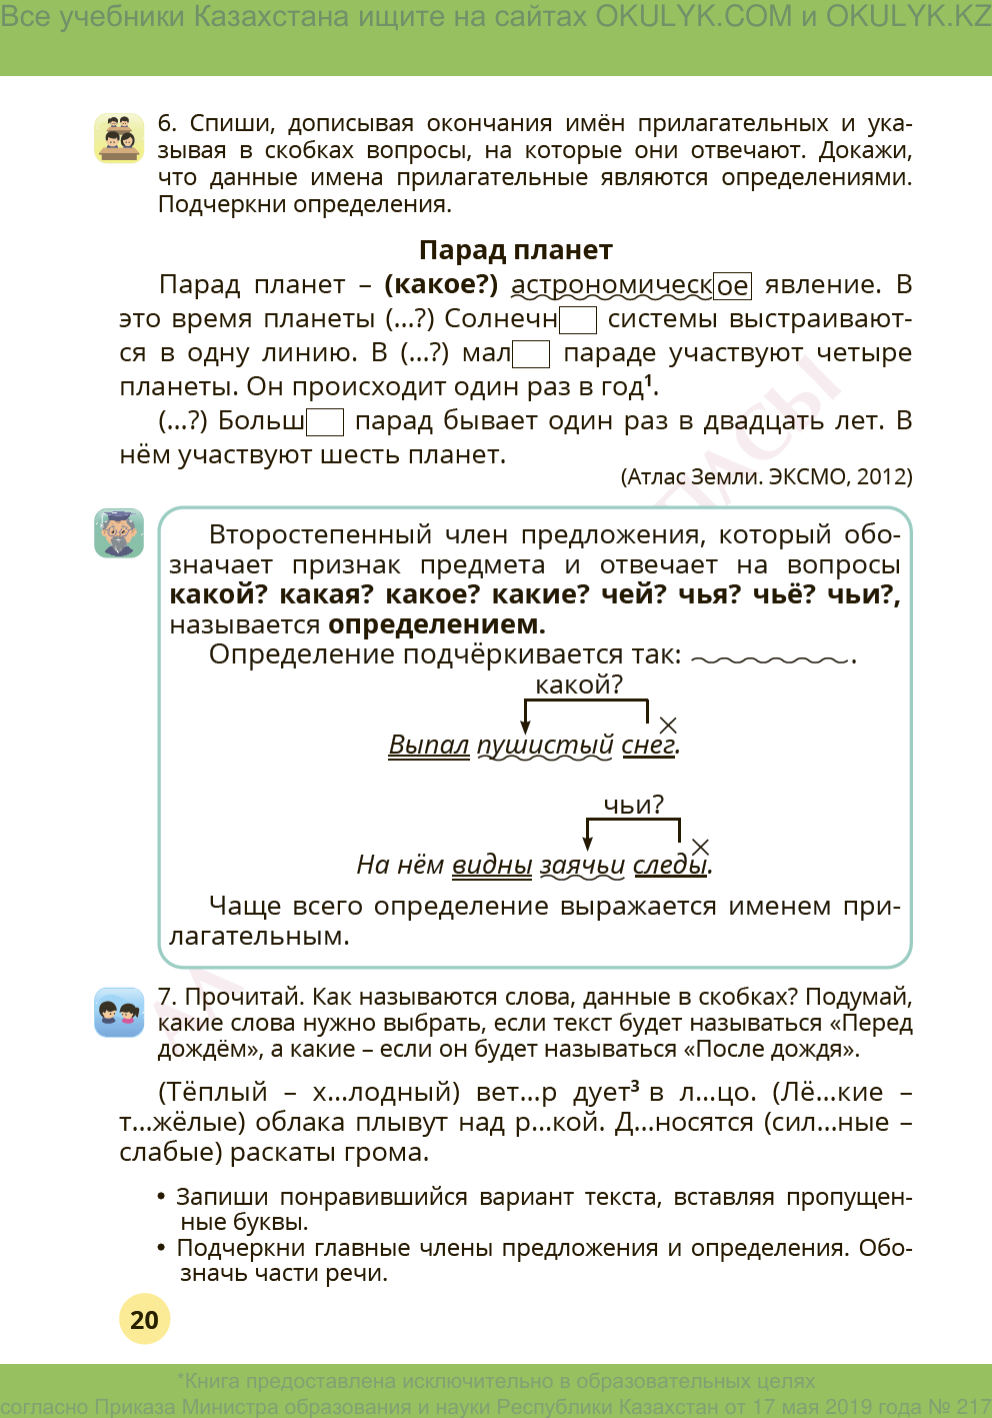 Все учебники Казахстана ищите на сайтах OKULYK.COM и OKULYK.KZ
6. Спиши, дописывая окончания имён прилагательных и ука-
зывая в скобках вопросы, на которые они отвечают. Докажи,
что данные имена прилагательные являются определениями.
Подчеркни определения.
Парад планет
Парад планет – (какое?) астрономическое явление. В
это время планеты (...?) Солнечн системы выстраивают-
ся в одну линию. В (...?) мал параде участвуют четыре
планеты. Он происходит один раз в год¹.
(...?) Больш парад бывает один раз в двадцать лет. В
нём участвуют шесть планет.
(Атлас Земли. ЭКСМО, 2012)
Второстепенный член предложения, который обо-
значает признак предмета и отвечает на вопросы
какой? какая? какое? какие? чей? чья? чьё? чьи?,
называется определением.
Определение подчёркивается так: .
какой?
Выпал пушистый снег.
чьи?
На нём видны заячьи следы.
Чаще всего определение выражается именем при-
лагательным.
7. Прочитай. Как называются слова, данные в скобках? Подумай,
какие слова нужно выбрать, если текст будет называться «Перед
дождём», а какие – если он будет называться «После дождя».
(Тёплый – х...лодный) вет...р дует³ в л...цо. (Лё...кие –
т...жёлые) облака плывут над р...кой. Д...носятся (сил...ные –
слабые) раскаты грома.
• Запиши понравившийся вариант текста, вставляя пропущен-
ные буквы.
• Подчеркни главные члены предложения и определения. Обо-
значь части речи.
20
*Книга предоставлена исключительно в образовательных целях
согласно Приказа Министра образования и науки Республики Казахстан от 17 мая 2019 года № 217